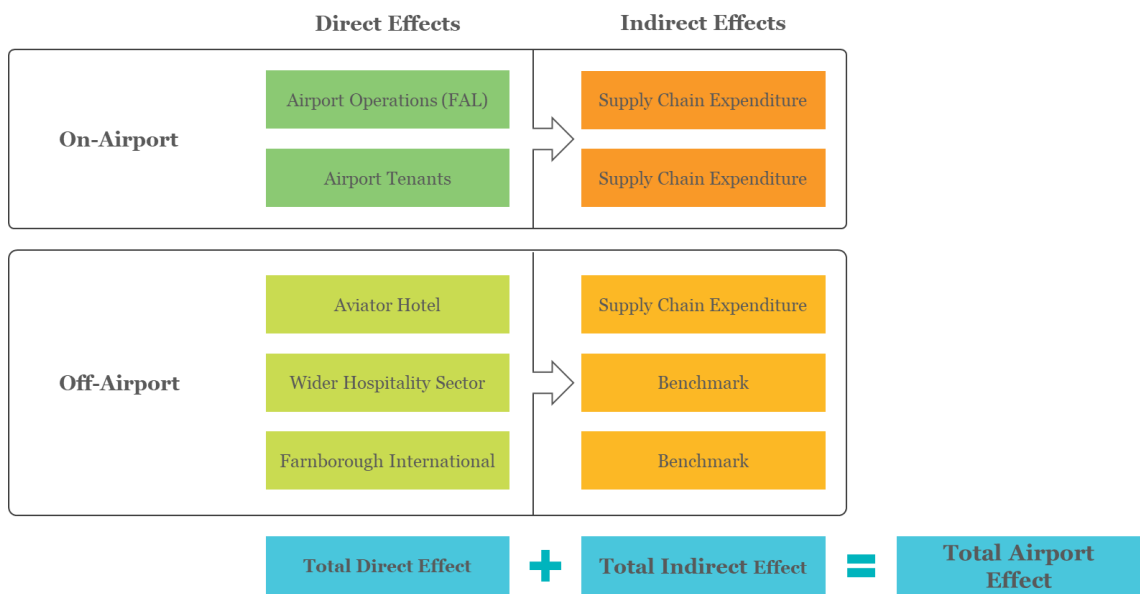 Direct Effects
Indirect Effects
On-Airport
Airport Operations (FAL)
Supply Chain Expenditure
Airport Tenants
Supply Chain Expenditure
Off-Airport
Aviator Hotel
Supply Chain Expenditure
Wider Hospitality Sector
Benchmark
Farnborough International
Benchmark
Total Direct Effect
+
Total Indirect Effect
=
Total Airport
Effect